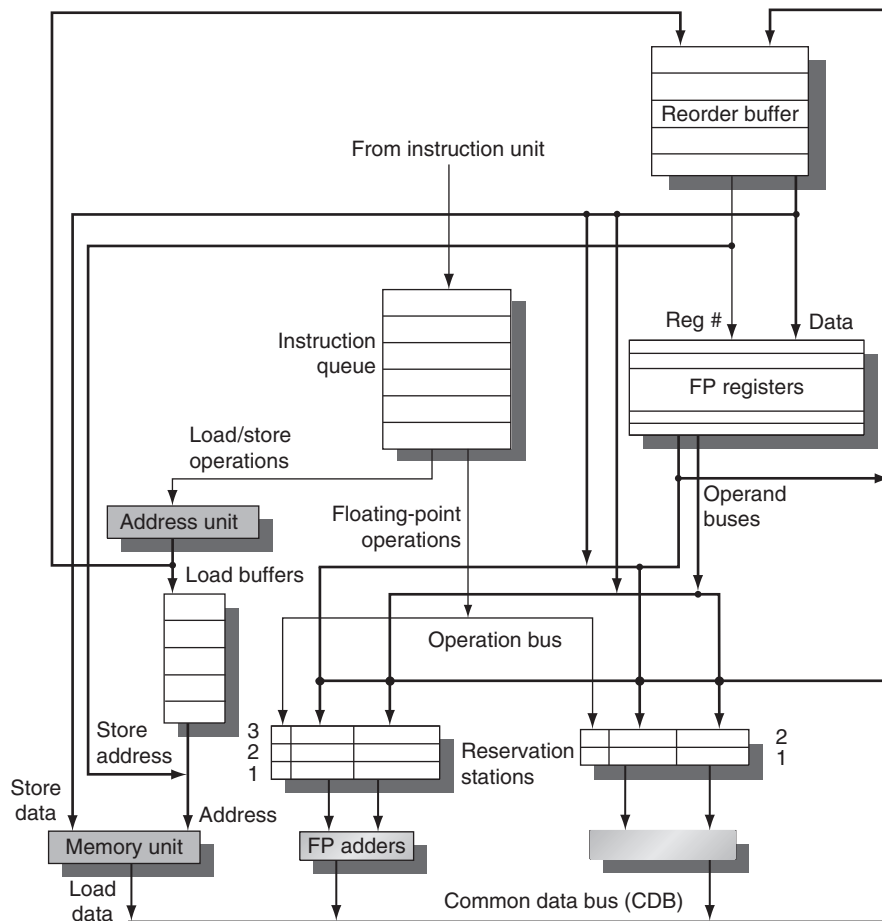 Reorder buffer
From instruction unit
Reg #
Data
Instruction
queue
FP registers
Load/store
operations
Operand
buses
Address unit
Floating-point
operations
Load buffers
Operation bus
3
2
1
Reservation
stations
2
1
Store
address
Store
data
Address
Memory unit
FP adders
Load
data
Common data bus (CDB)